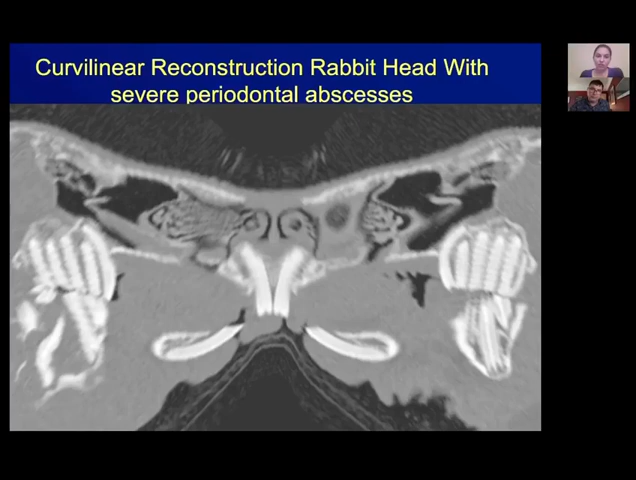 Curvilinear Reconstruction Rabbit Head With
severe periodontal abscesses